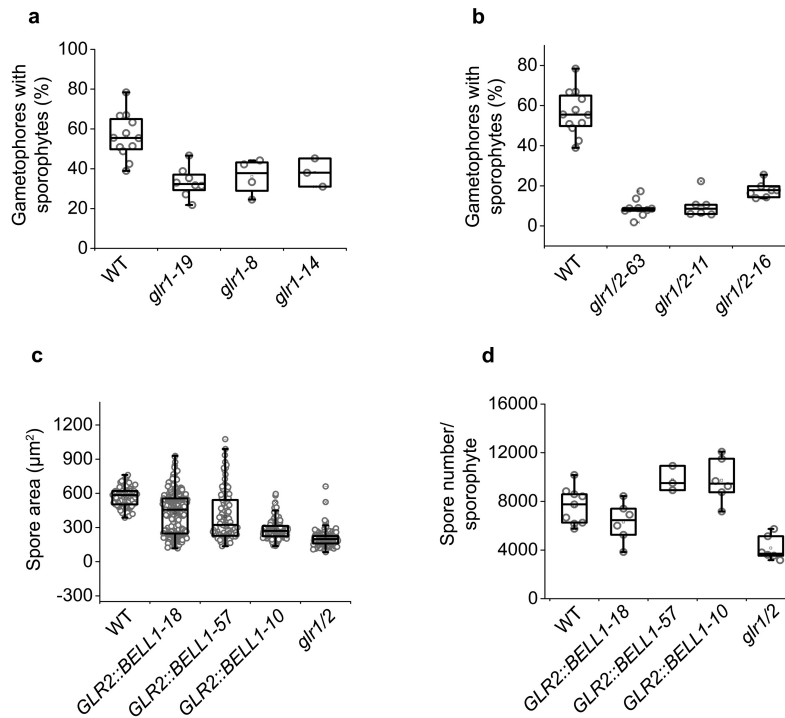 a
Gametophores with
sporophytes (%)
100
80
60
40
20
0
WT
glr1-19
glr1-8
glr1-14
b
Gametophores with
sporophytes (%)
80
60
40
20
0
WT
glr1/2-63
glr1/2-11
glr1/2-16
c
Spore area (μm²)
1200
900
600
300
0
-300
WT
GLR2::BELL1-18
GLR2::BELL1-57
GLR2::BELL1-10
glr1/2
d
Spore number/
sporophyte
16000
12000
8000
4000
0
WT
GLR2::BELL1-18
GLR2::BELL1-57
GLR2::BELL1-10
glr1/2